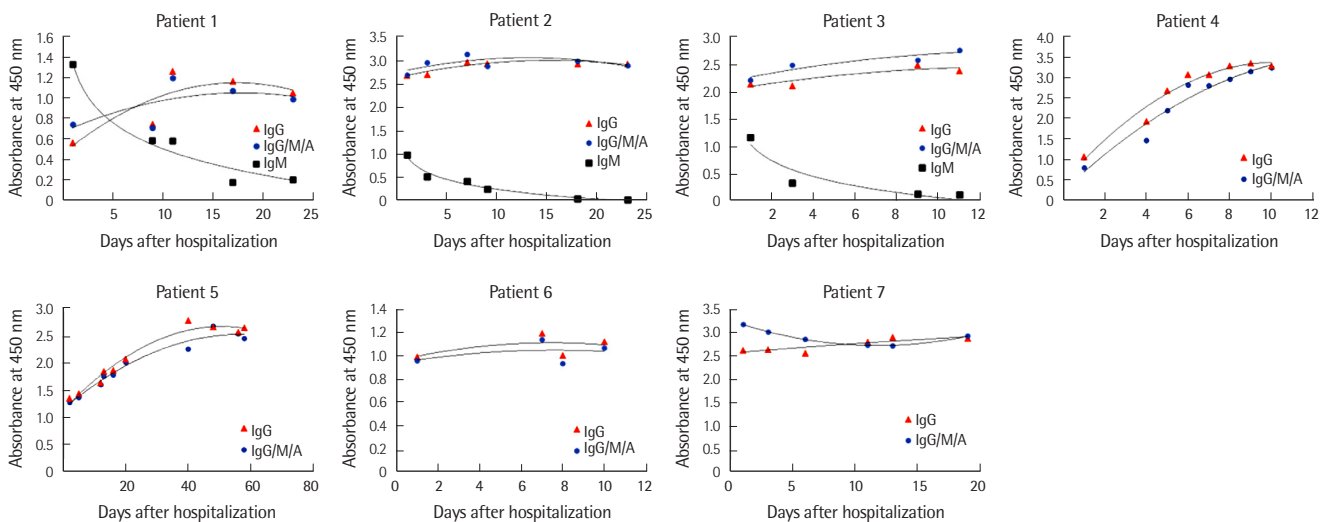 Patient 1
Absorbance at 450 nm
1.6
1.4
1.2
1.0
0.8
0.6
0.4
0.2
0
5
10
15
20
25
IgG
IgG/M/A
IgM
Days after hospitalization
Patient 2
Absorbance at 450 nm
3.5
3.0
2.5
2.0
1.5
1.0
0.5
0
5
10
15
20
25
IgG
IgG/M/A
IgM
Days after hospitalization
Patient 3
Absorbance at 450 nm
3.0
2.5
2.0
1.5
1.0
0.5
0
2
4
6
8
10
12
IgG
IgG/M/A
IgM
Days after hospitalization
Patient 4
Absorbance at 450 nm
4.0
3.5
3.0
2.5
2.0
1.5
1.0
0.5
0
2
4
6
8
10
12
IgG
IgG/M/A
Days after hospitalization
Patient 5
Absorbance at 450 nm
3.0
2.5
2.0
1.5
1.0
0.5
0
20
40
60
80
IgG
IgG/M/A
Days after hospitalization
Patient 6
Absorbance at 450 nm
1.6
1.4
1.2
1.0
0.8
0.6
0.4
0.2
0
0
2
4
6
8
10
12
IgG
IgG/M/A
Days after hospitalization
Patient 7
Absorbance at 450 nm
3.5
3.0
2.5
2.0
1.5
1.0
0.5
0
0
5
10
15
20
IgG
IgG/M/A
Days after hospitalization